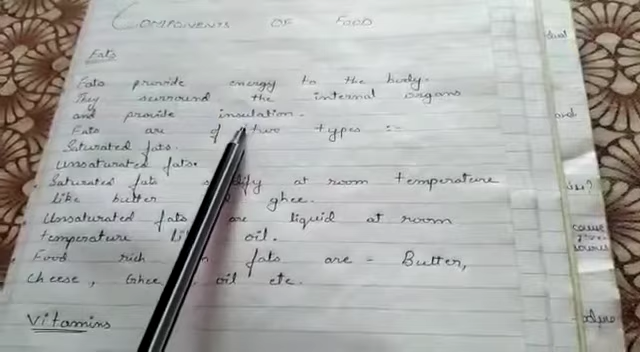 COMPONENTS OF FOOD
Fats
Fats provide energy to the body.
They surround the internal organs
and provide insulation.
Fats are of two types :-
Saturated fats.
Unsaturated fats.
Saturated fats at room temperature
like butter ghee.
Unsaturated fats are liquid at room
temperature oil.
Food rich fats are - Butter,
cheese, Ghee, oil etc.
Vitamins